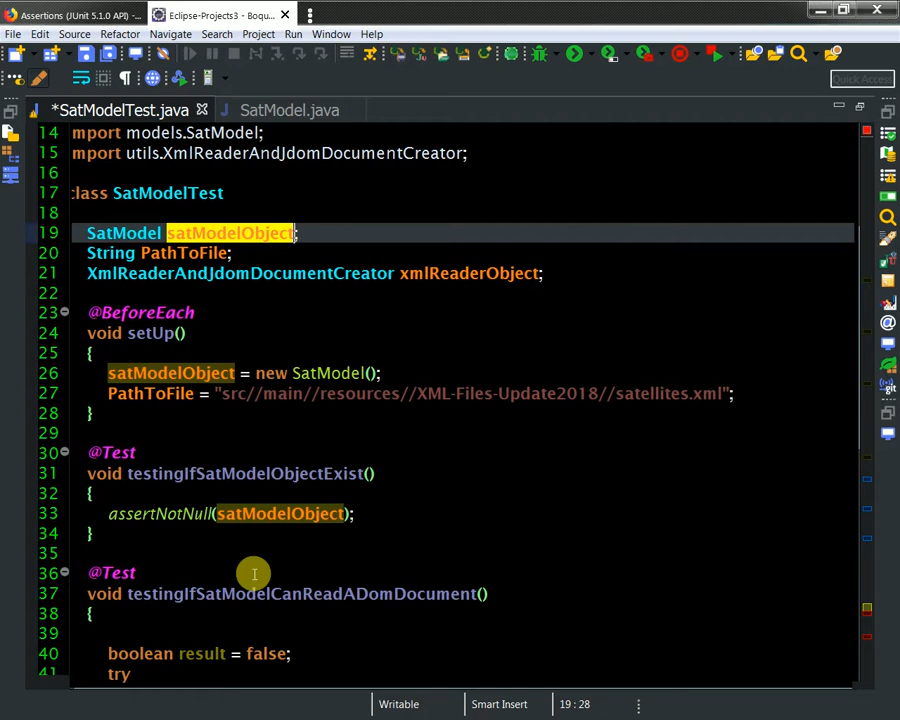 Assertions (JUnit 5.1.0 API) - ...
Eclipse-Projects3 - Boqu...
File Edit Source Refactor Navigate Search Project Run Window Help
Quick Access
*SatModelTest.java
SatModel.java
14 mport models.SatModel;
15 mport utils.XmlReaderAndJdomDocumentCreator;
16
17 class SatModelTest
18
19 SatModel satModelObject;
20 String PathToFile;
21 XmlReaderAndJdomDocumentCreator xmlReaderObject;
22
23 @BeforeEach
24 void setUp()
25 {
26 satModelObject = new SatModel();
27 PathToFile = "src//main//resources//XML-Files-Update2018//satellites.xml";
28 }
29
30 @Test
31 void testingIfSatModelObjectExist()
32 {
33 assertNotNull(satModelObject);
34 }
35
36 @Test
37 void testingIfSatModelCanReadADomDocument()
38 {
39
40 boolean result = false;
41 try
Writable Smart Insert 19 : 28